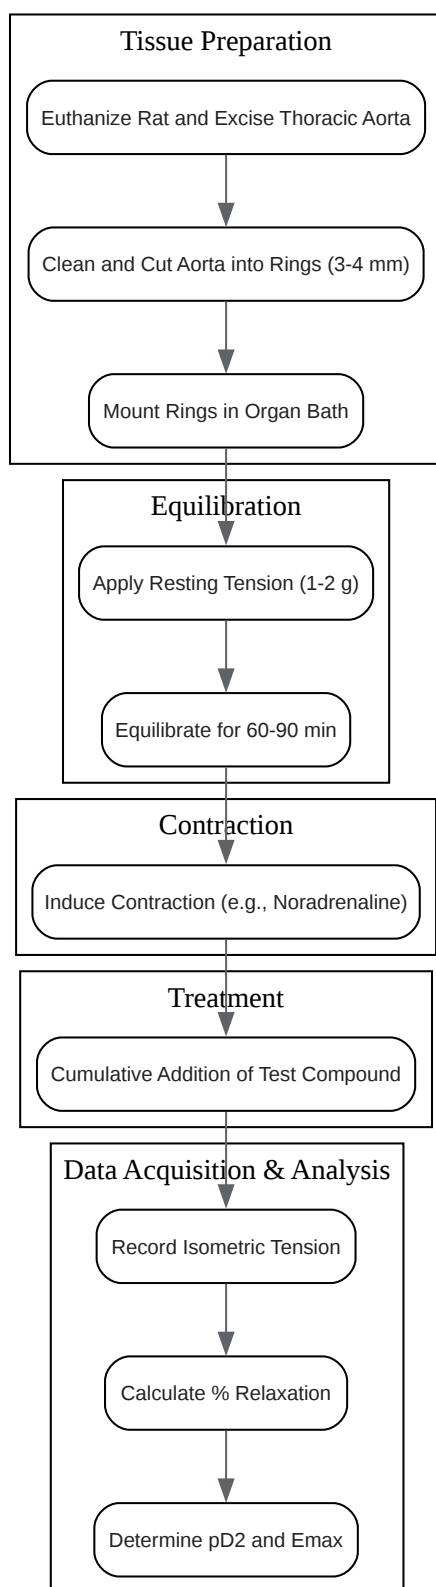 Tissue Preparation
Euthanize Rat and Excise Thoracic Aorta
Clean and Cut Aorta into Rings (3-4 mm)
Mount Rings in Organ Bath
Equilibration
Apply Resting Tension (1-2 g)
Equilibrate for 60-90 min
Contraction
Induce Contraction (e.g., Noradrenaline)
Treatment
Cumulative Addition of Test Compound
Data Acquisition & Analysis
Record Isometric Tension
Calculate % Relaxation
Determine pD2 and Emax